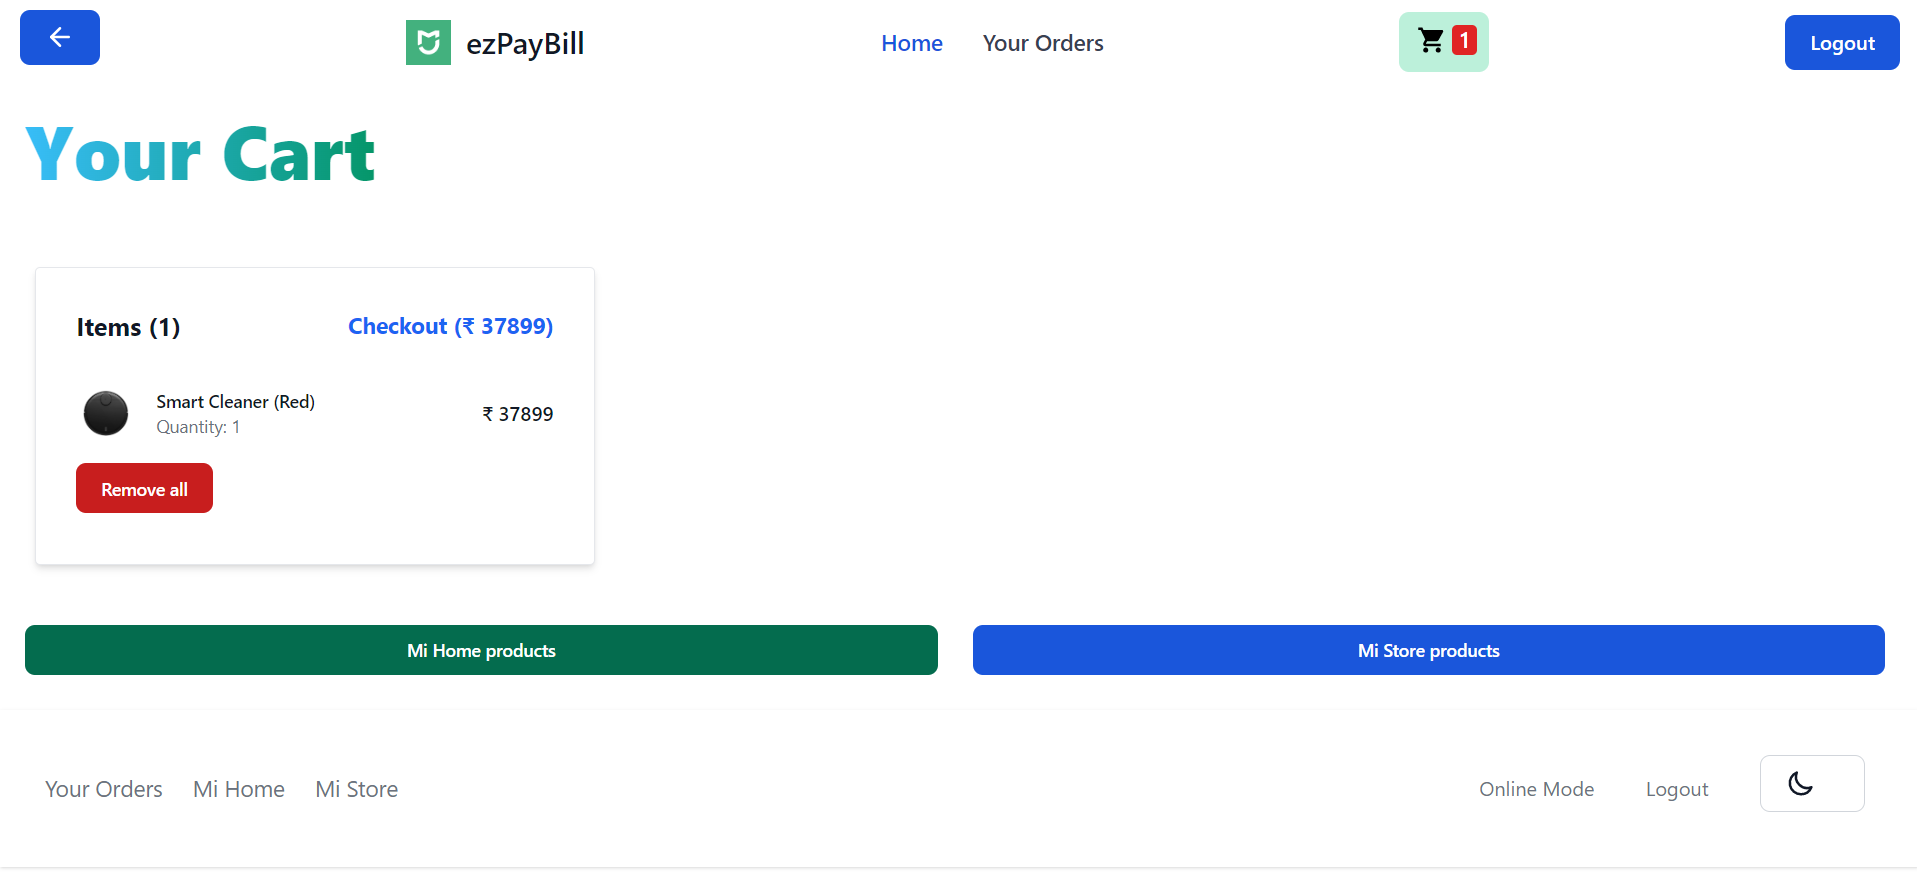 ezPayBill
Home
Your Orders
1
Logout
Your Cart
Items (1)
Checkout (₹ 37899)
Smart Cleaner (Red)
Quantity: 1
₹ 37899
Remove all
Mi Home products
Mi Store products
Your Orders
Mi Home
Mi Store
Online Mode
Logout